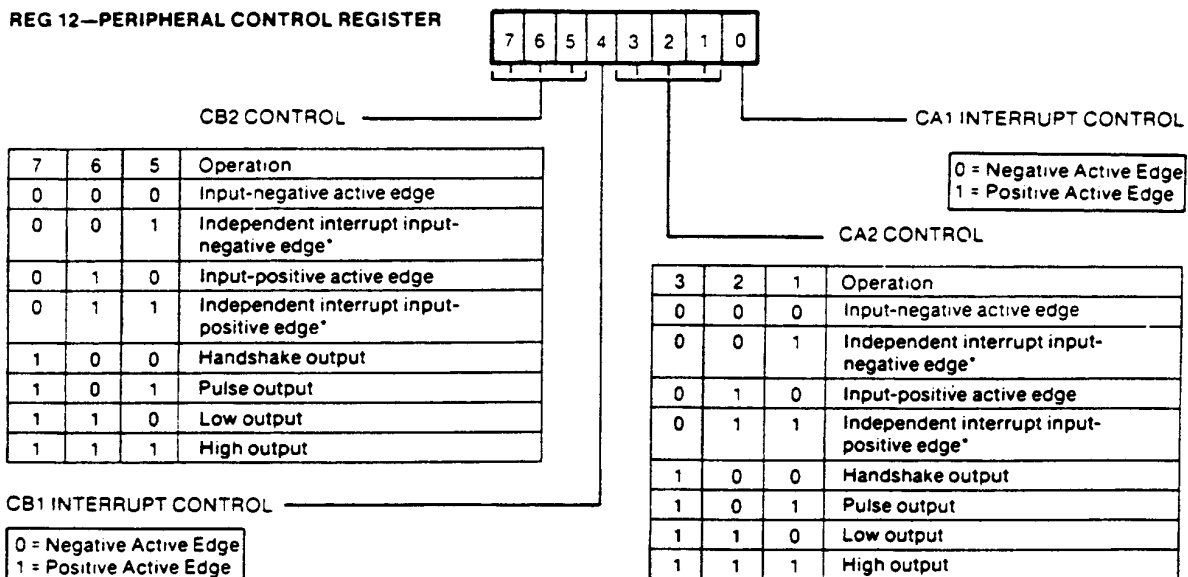 REG 12—PERIPHERAL CONTROL REGISTER
7 6 5 4 3 2 1 0
CB2 CONTROL
CA1 INTERRUPT CONTROL
0 = Negative Active Edge
1 = Positive Active Edge
7 6 5 Operation
0 0 0 Input-negative active edge
0 0 1 Independent interrupt input-
negative edge*
0 1 0 Input-positive active edge
0 1 1 Independent interrupt input-
positive edge*
1 0 0 Handshake output
1 0 1 Pulse output
1 1 0 Low output
1 1 1 High output
CA2 CONTROL
3 2 1 Operation
0 0 0 Input-negative active edge
0 0 1 Independent interrupt input-
negative edge*
0 1 0 Input-positive active edge
0 1 1 Independent interrupt input-
positive edge*
1 0 0 Handshake output
1 0 1 Pulse output
1 1 0 Low output
1 1 1 High output
CB1 INTERRUPT CONTROL
0 = Negative Active Edge
1 = Positive Active Edge